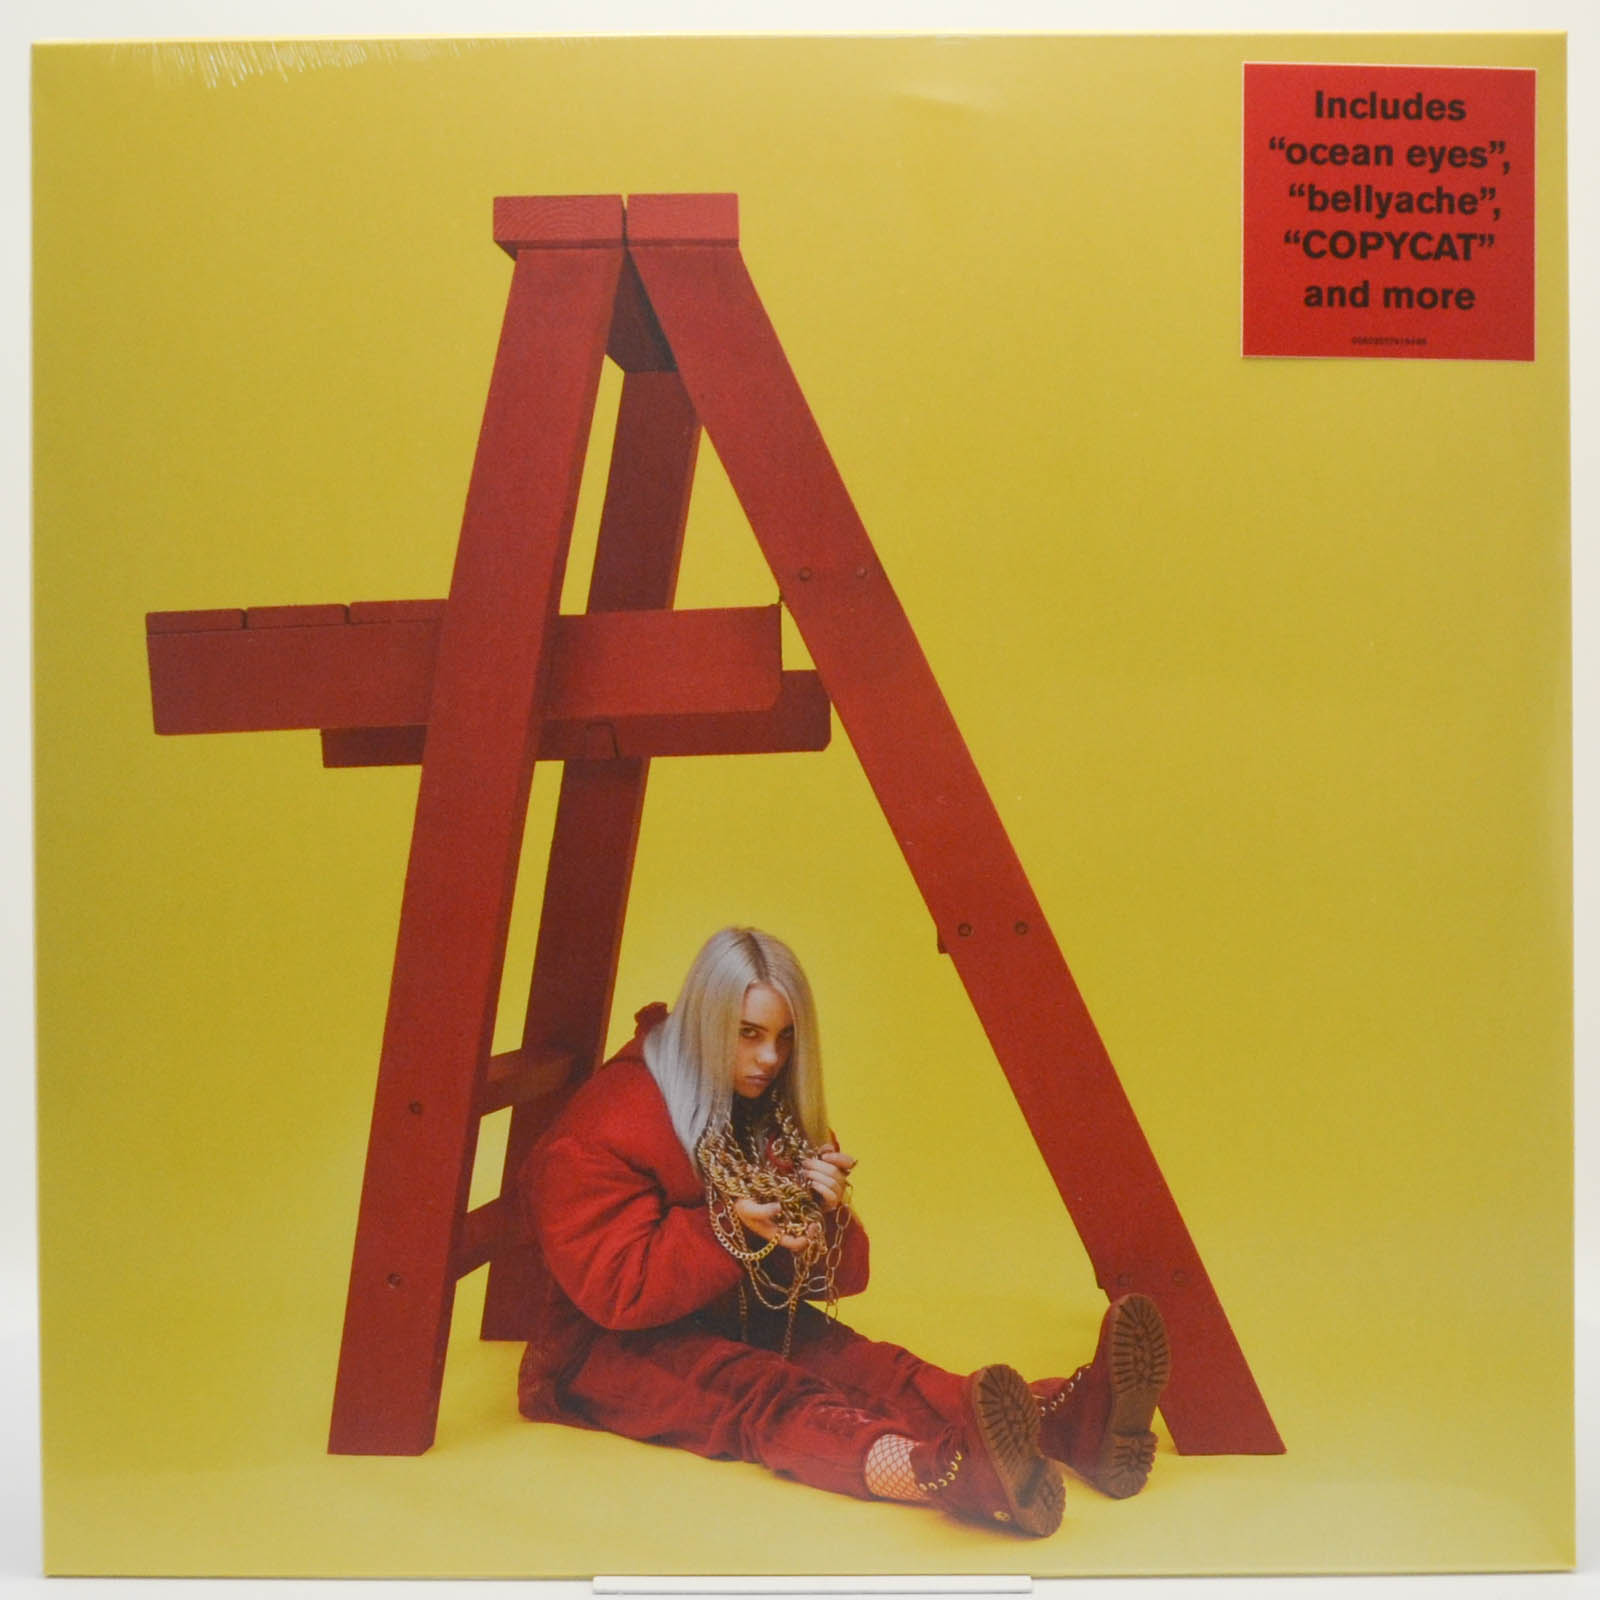 Includes
“ocean eyes”,
“bellyache”,
“COPYCAT”
and more